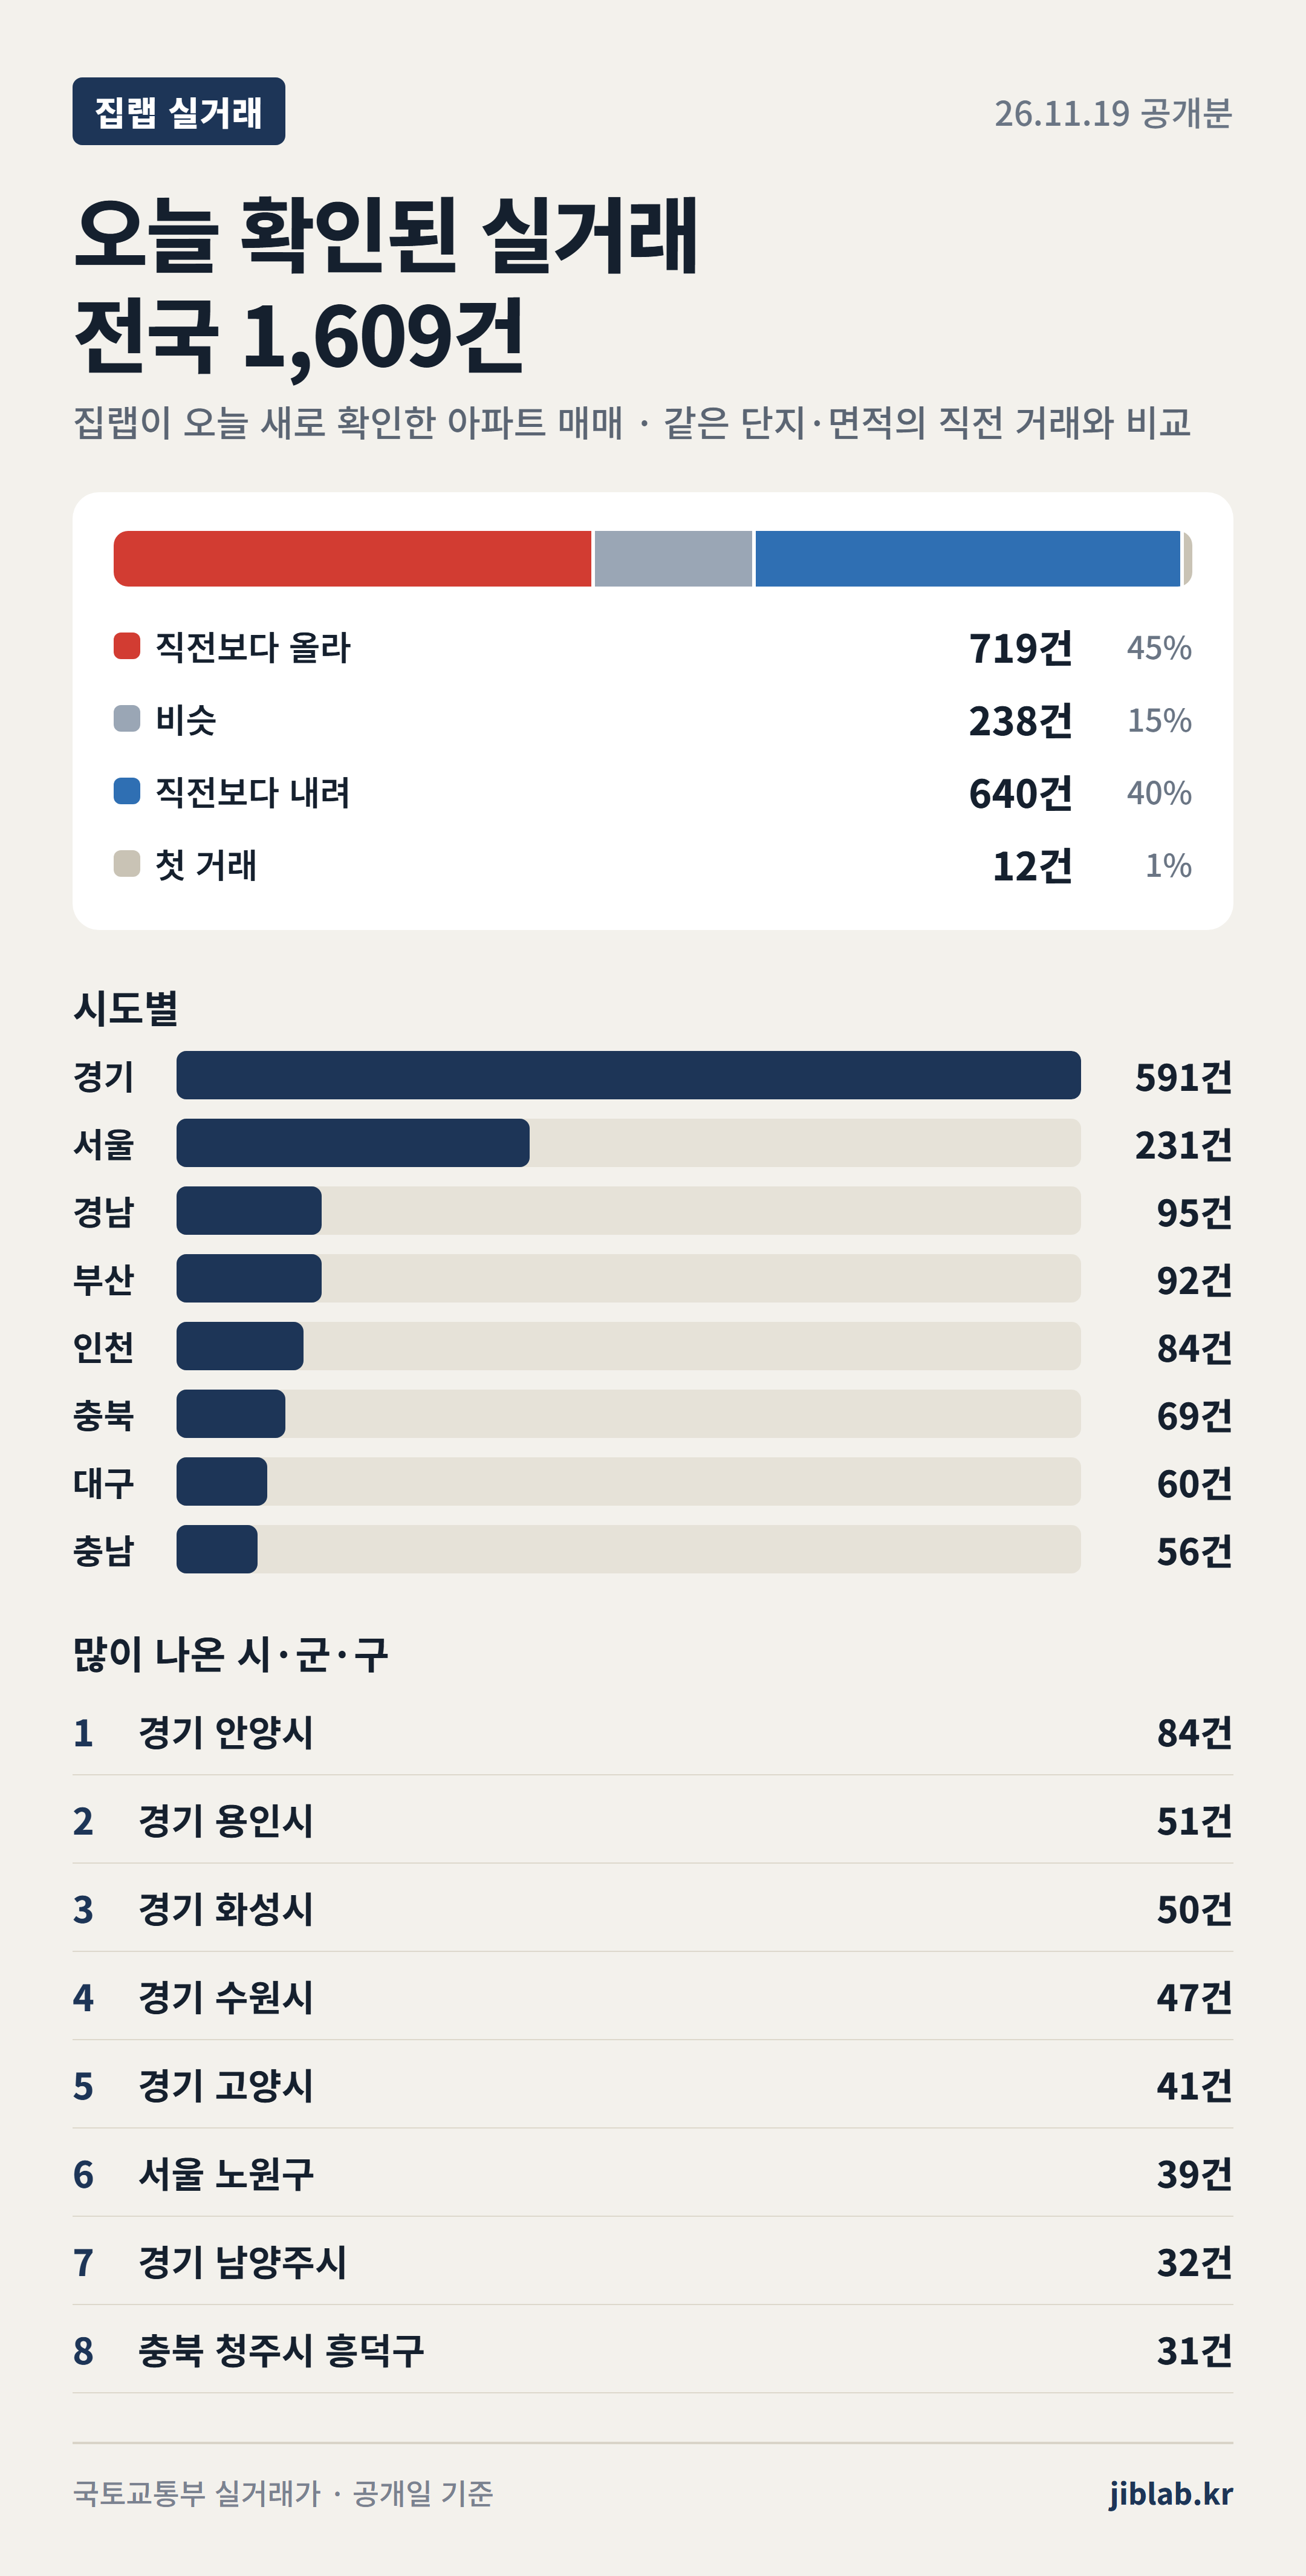 집랩 실거래
26.11.19 공개분
오늘 확인된 실거래
전국 1,609건
집랩이 오늘 새로 확인한 아파트 매매 · 같은 단지·면적의 직전 거래와 비교
직전보다 올라 719건 45%
비슷 238건 15%
직전보다 내려 640건 40%
첫 거래 12건 1%
시도별
경기 591건
서울 231건
경남 95건
부산 92건
인천 84건
충북 69건
대구 60건
충남 56건
많이 나온 시·군·구
1 경기 안양시 84건
2 경기 용인시 51건
3 경기 화성시 50건
4 경기 수원시 47건
5 경기 고양시 41건
6 서울 노원구 39건
7 경기 남양주시 32건
8 충북 청주시 흥덕구 31건
국토교통부 실거래가 · 공개일 기준
jiblab.kr